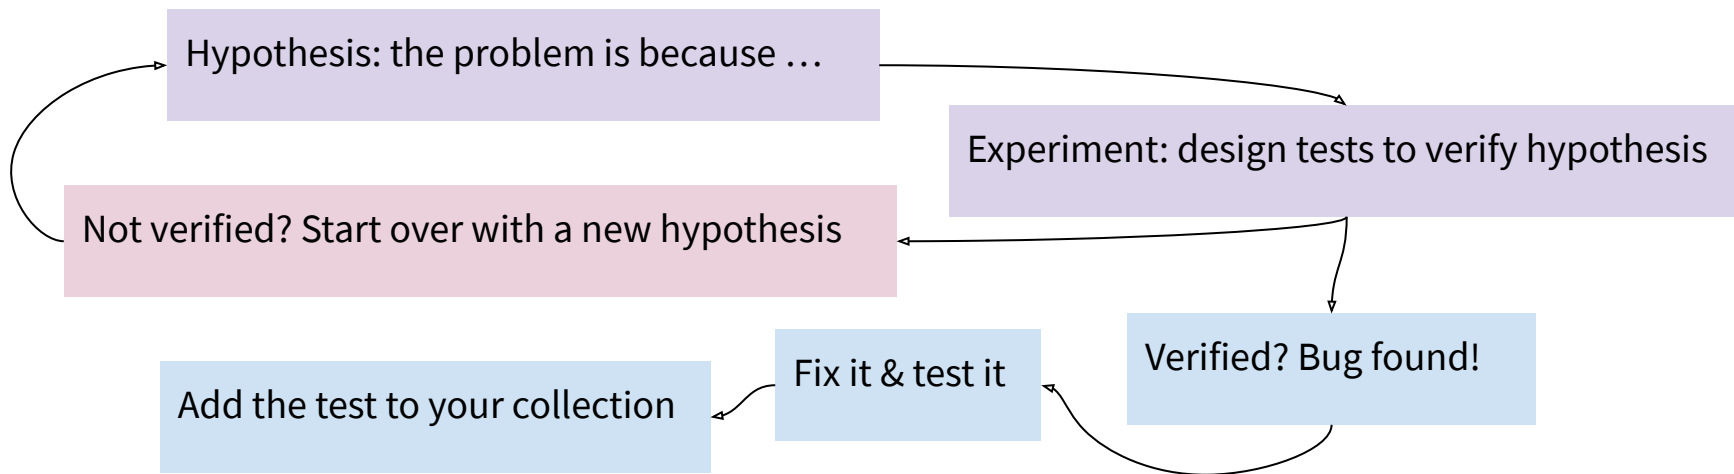 Hypothesis: the problem is because …
Experiment: design tests to verify hypothesis
Not verified? Start over with a new hypothesis
Verified? Bug found!
Fix it & test it
Add the test to your collection